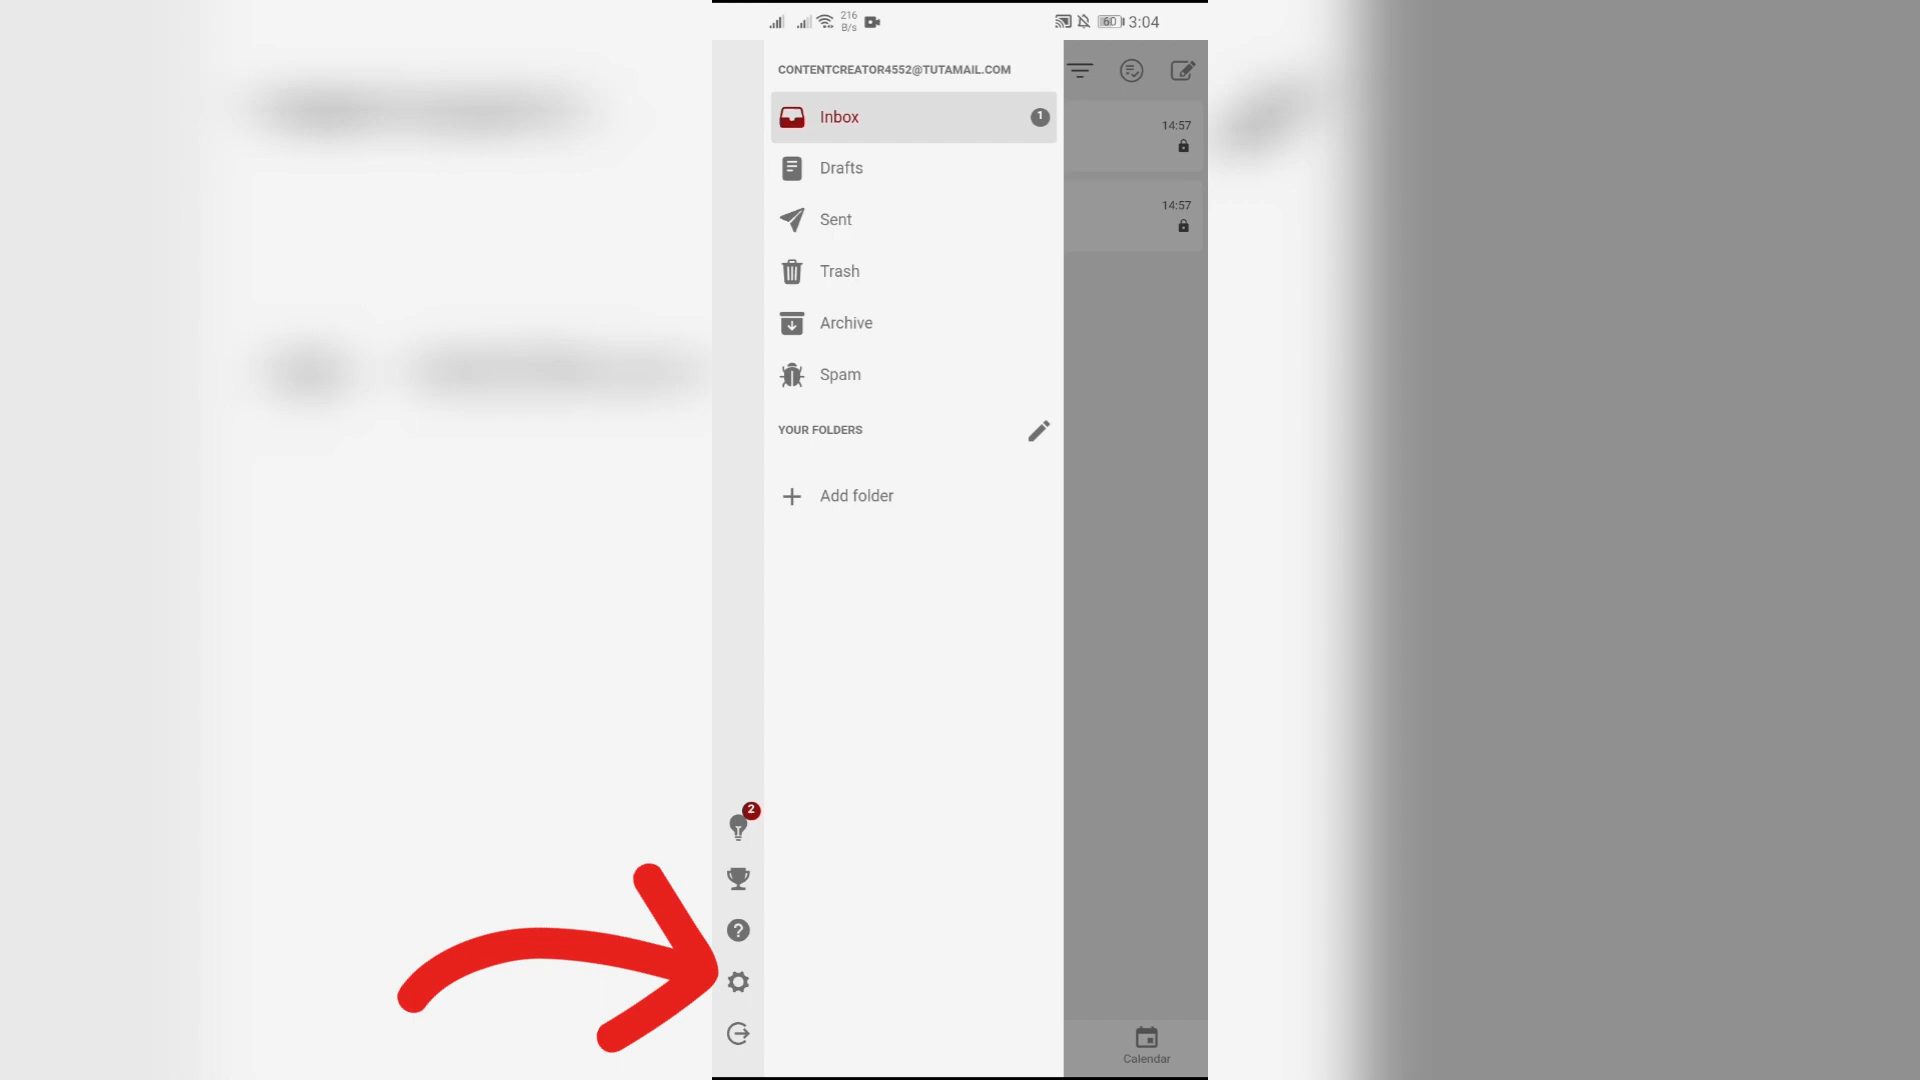 216
B/s
60
3:04
CONTENTCREATOR4552@TUTAMAIL.COM
Inbox
1
14:57
Drafts
14:57
Sent
Trash
Archive
Spam
YOUR FOLDERS
Add folder
2
Calendar